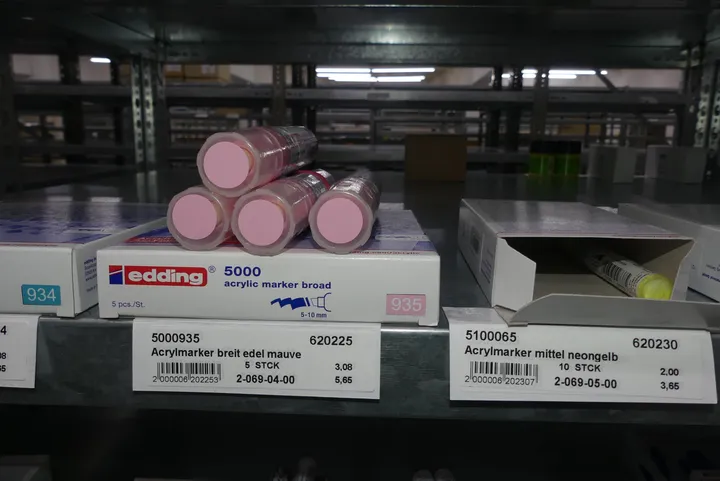 934
edding®
5000
acrylic marker broad
5 pcs./St.
5-10 mm
935
5000935 620225
Acrylmarker breit edel mauve
5 STCK 3,08
2 000006 202253 2-069-04-00 5,65
5100065 620230
Acrylmarker mittel neongelb
10 STCK 2,00
2 000006 202307 2-069-05-00 3,65